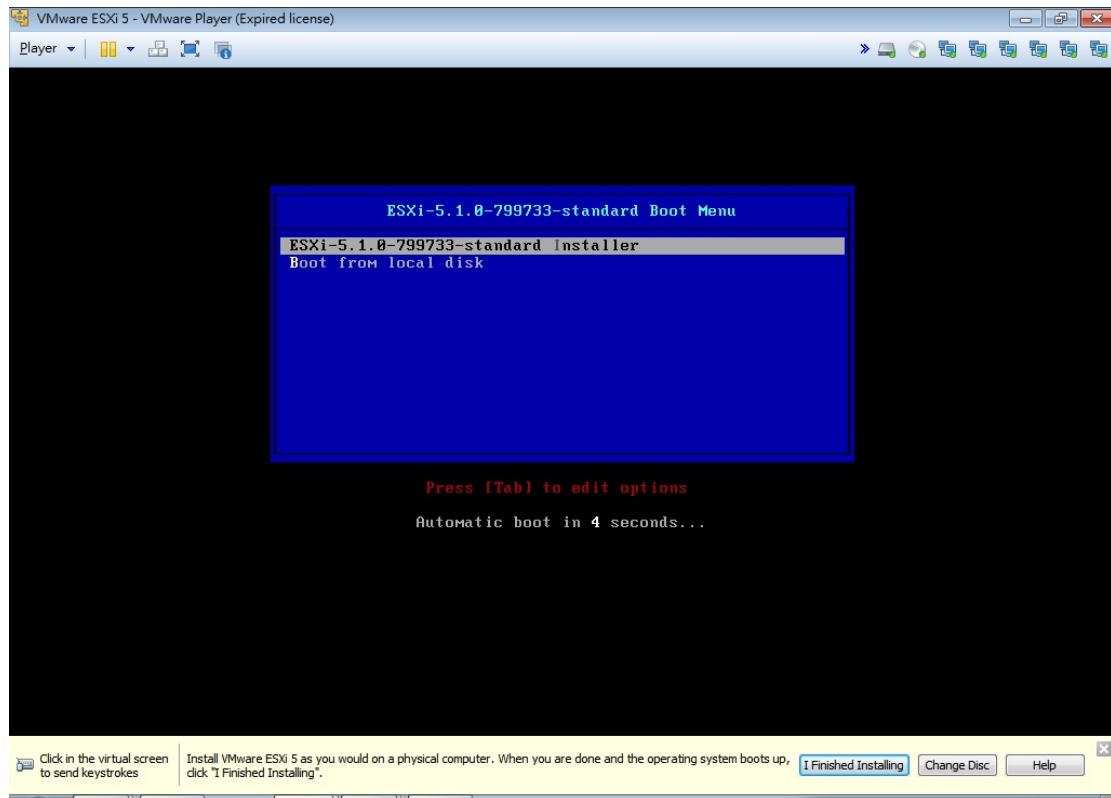 VMware ESXi 5 - VMware Player (Expired license)
Player
ESXi-5.1.0-799733-standard Boot Menu
ESXi-5.1.0-799733-standard Installer
Boot from local disk
Press [Tab] to edit options
Automatic boot in 4 seconds...
Click in the virtual screen
to send keystrokes
Install VMware ESXi 5 as you would on a physical computer. When you are done and the operating system boots up,
click "I Finished Installing".
I Finished Installing
Change Disc
Help